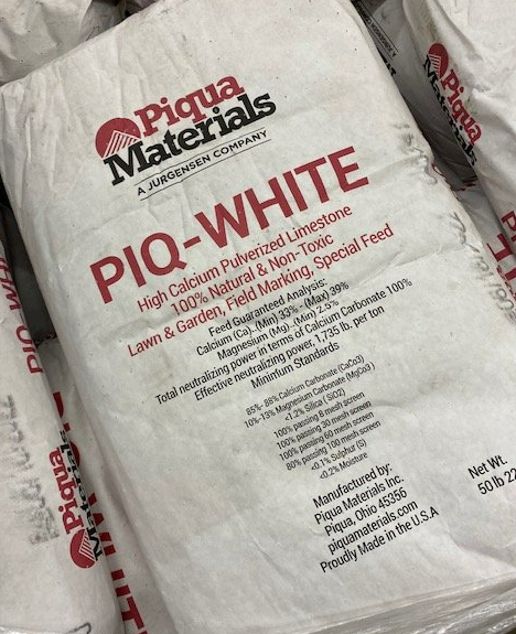 Piqua
Materials
A JURGENSEN COMPANY
PIQ-WHITE
High Calcium Pulverized Limestone
100% Natural & Non-Toxic
Lawn & Garden, Field Marking, Special Feed
Feed Guaranteed Analysis:
Calcium (Ca), (Min) 33% - (Max) 39%
Magnesium (Mg), (Min) 2.5%
Total neutralizing power in terms of Calcium Carbonate 100%
Effective neutralizing power, 1,735 lb. per ton
Minimum Standards
85%- 88% Calcium Carbonate (CaCo3)
10%-13% Magnesium Carbonate (MgCo3)
<1.2% Silica (SiO2)
100% passing 8 mesh screen
100% passing 30 mesh screen
100% passing 60 mesh screen
80% passing 100 mesh screen
<0.1% Sulphur (S)
<0.2% Moisture
Manufactured by:
Piqua Materials Inc.
Piqua, Ohio 45356
piquamaterials.com
Proudly Made in the U.S.A
Net Wt.
50 lb 22
Piqua
Materials
PIQ-WH
Piqua
Mate